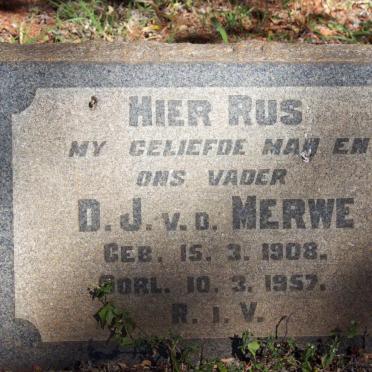 HIER RUS
MY GELIEFDE MAN EN
ONS VADER
D. J. V. D. MERWE
GEB. 15. 3. 1908.
OORL. 10. 3. 1957.
R. I. V.